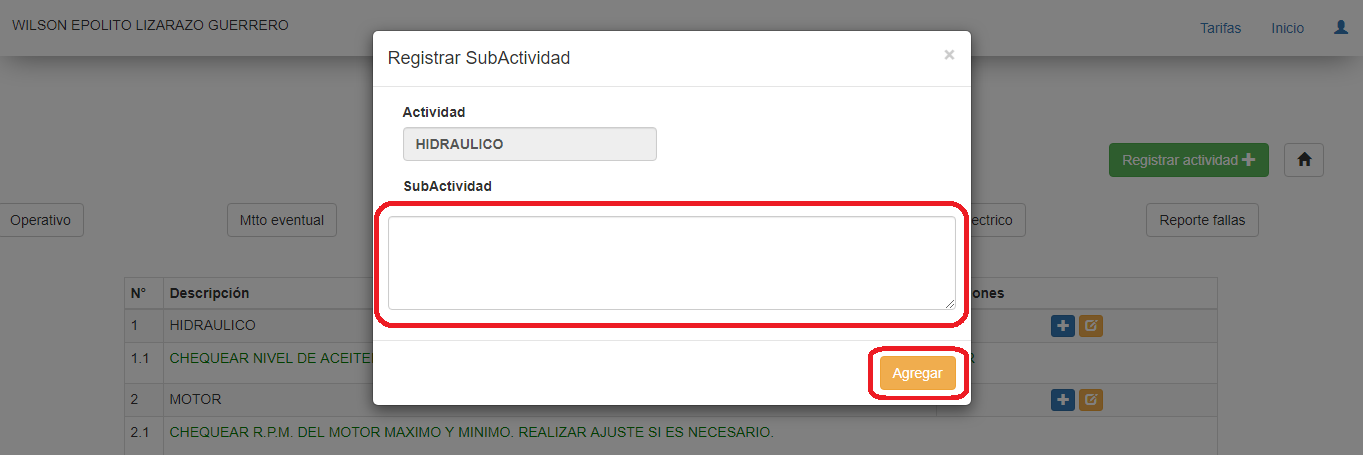 WILSON EPOLITO LIZARAZO GUERRERO
Tarifas Inicio
Registrar SubActividad ×
Actividad
HIDRAULICO
SubActividad
Registrar actividad
Operativo Mtto eventual ectrico Reporte fallas
N° Descripción ones
1 HIDRAULICO
1.1 CHEQUEAR NIVEL DE ACEITE R
Agregar
2 MOTOR
2.1 CHEQUEAR R.P.M. DEL MOTOR MAXIMO Y MINIMO. REALIZAR AJUSTE SI ES NECESARIO.